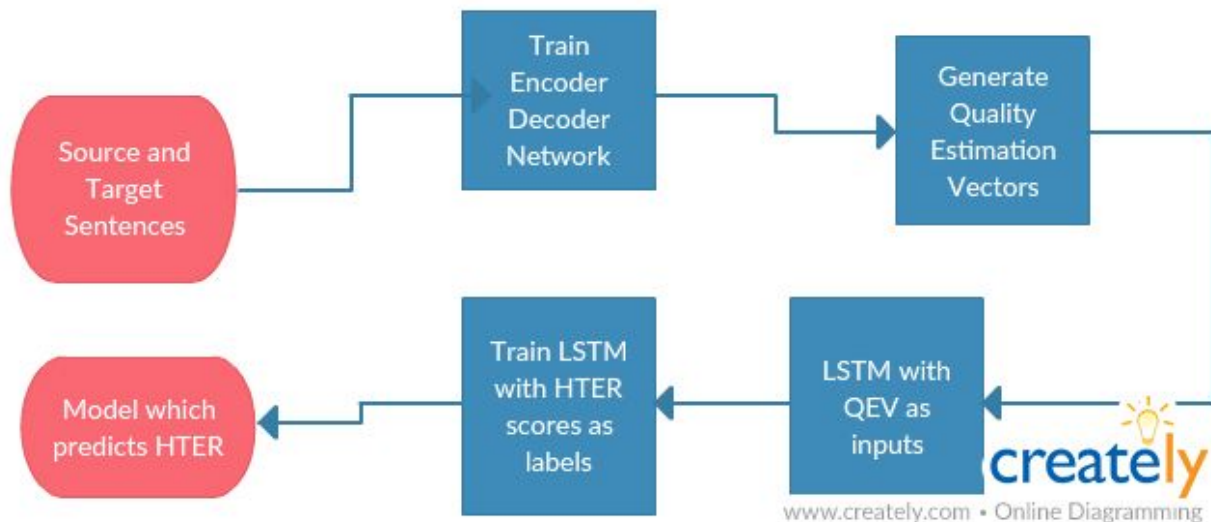 Source and
Target
Sentences
Train
Encoder
Decoder
Network
Generate
Quality
Estimation
Vectors
LSTM with
QEV as
inputs
Train LSTM
with HTER
scores as
labels
Model which
predicts HTER
creately
www.creately.com • Online Diagramming